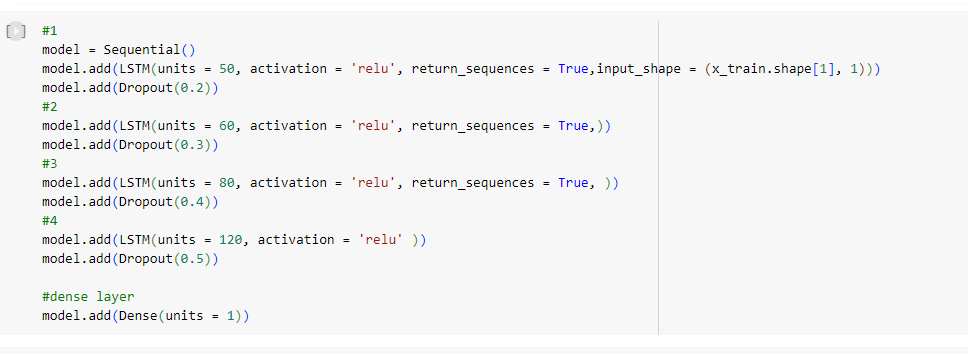 #1
model = Sequential()
model.add(LSTM(units = 50, activation = 'relu', return_sequences = True,input_shape = (x_train.shape[1], 1)))
model.add(Dropout(0.2))
#2
model.add(LSTM(units = 60, activation = 'relu', return_sequences = True,))
model.add(Dropout(0.3))
#3
model.add(LSTM(units = 80, activation = 'relu', return_sequences = True, ))
model.add(Dropout(0.4))
#4
model.add(LSTM(units = 120, activation = 'relu' ))
model.add(Dropout(0.5))
#dense layer
model.add(Dense(units = 1))